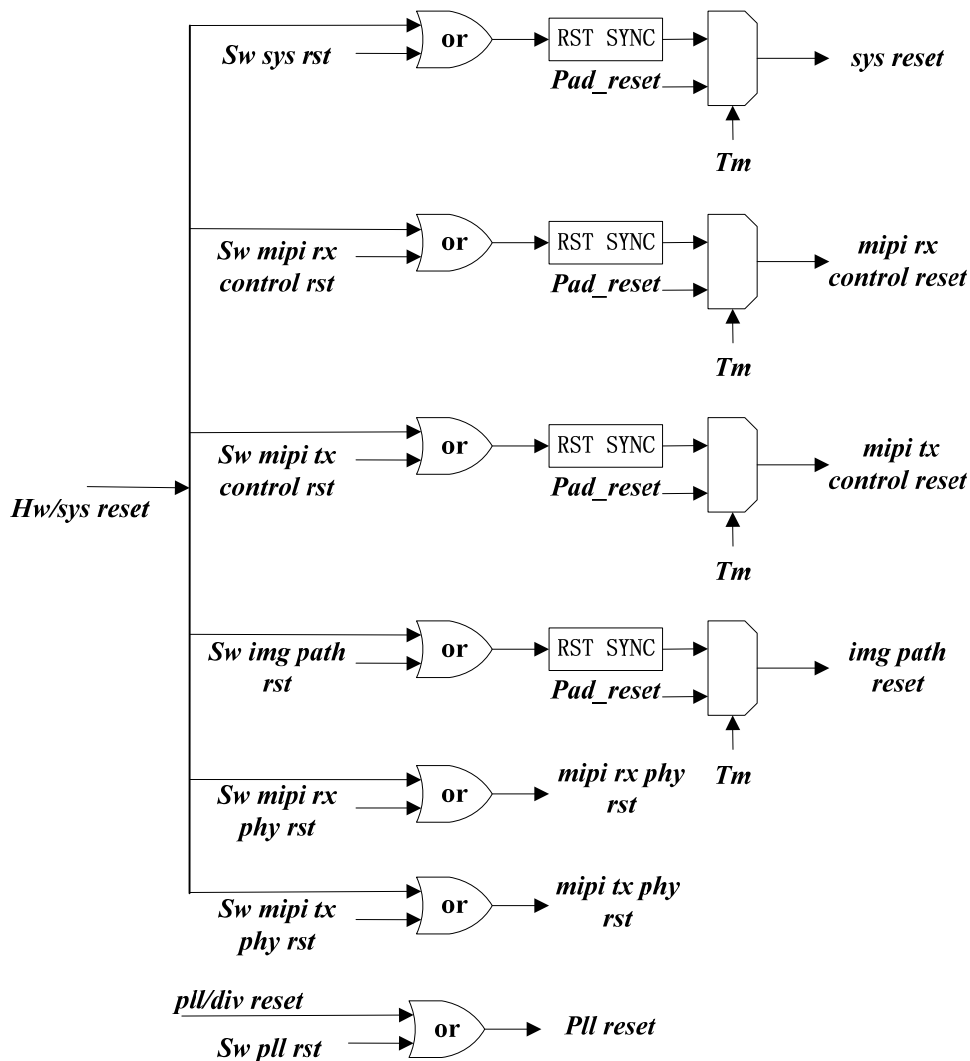 or
RST SYNC
Sw sys rst
sys reset
Pad_reset
Tm
or
RST SYNC
Sw mipi rx
control rst
mipi rx
control reset
Pad_reset
Tm
or
RST SYNC
Sw mipi tx
control rst
mipi tx
control reset
Pad_reset
Hw/sys reset
Tm
or
RST SYNC
Sw img path
rst
img path
reset
Pad_reset
Tm
or
Sw mipi rx
phy rst
mipi rx phy
rst
or
Sw mipi tx
phy rst
mipi tx phy
rst
pll/div reset
or
Pll reset
Sw pll rst